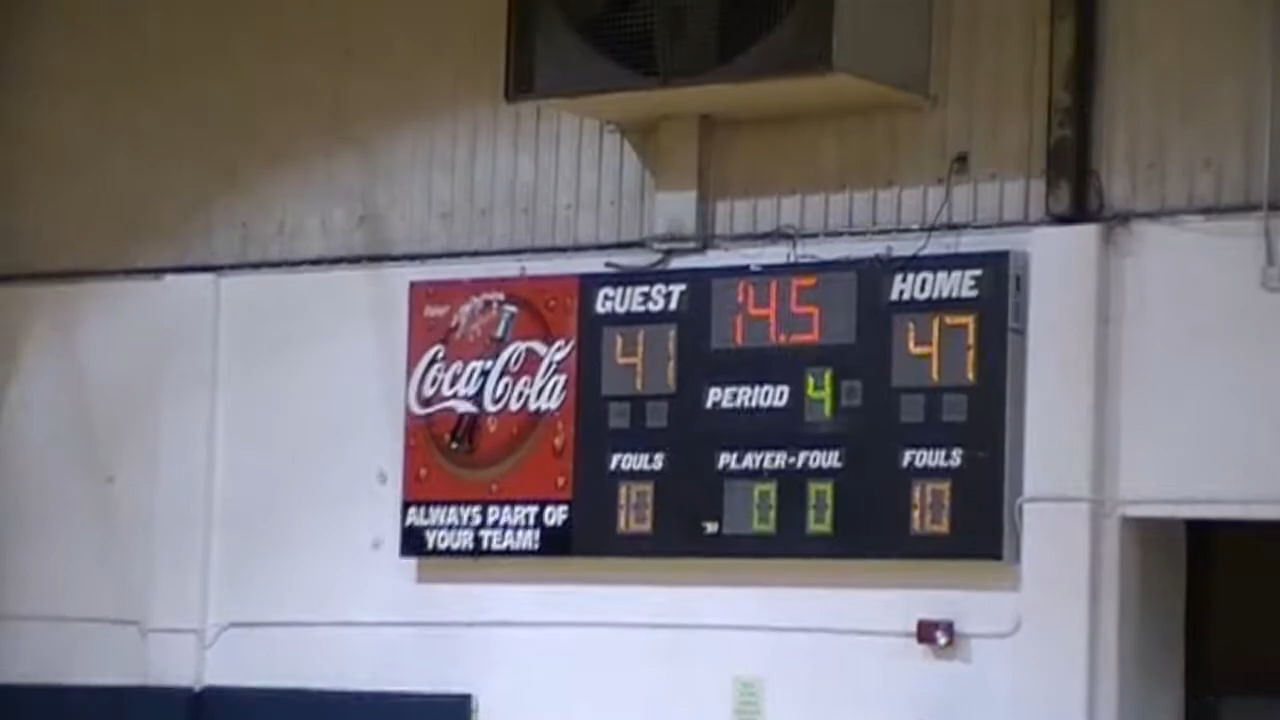 GUEST
14.5
HOME
41
47
Coca-Cola
PERIOD 4
FOULS
PLAYER-FOUL
FOULS
10
0 0
10
ALWAYS PART OF
YOUR TEAM!